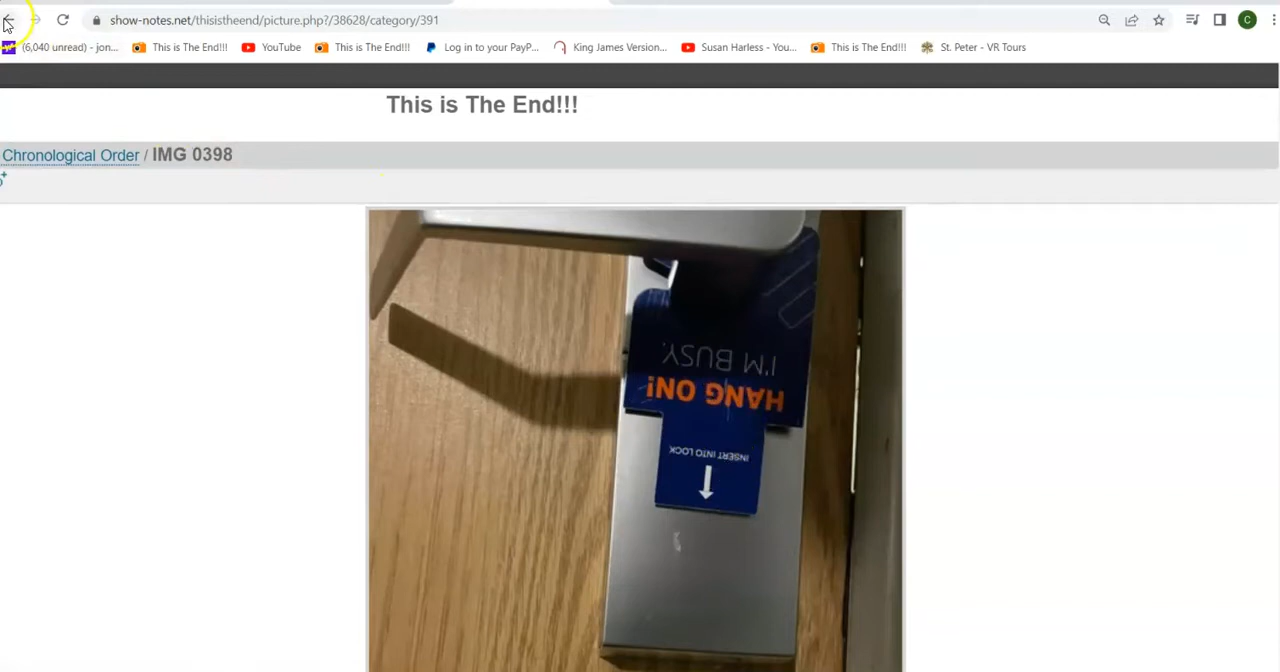 show-notes.net/thisistheend/picture.php?/38628/category/391
C
(6,040 unread) - jon...
This is The End!!!
YouTube
This is The End!!!
Log in to your PayP...
King James Version...
Susan Harless - You...
This is The End!!!
St. Peter - VR Tours
This is The End!!!
Chronological Order / IMG 0398
I'M BUSY.
HANG ON!
INSERT INTO LOCK